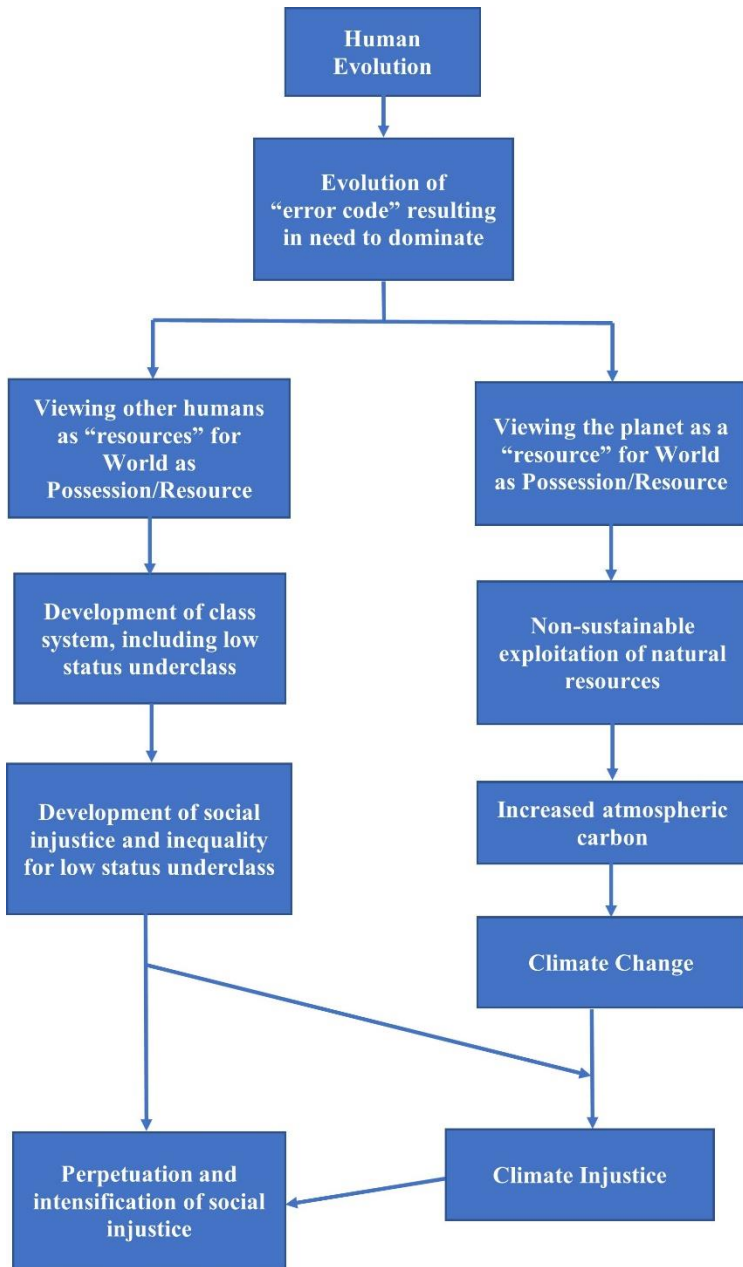 Human
Evolution
Evolution of
“error code” resulting
in need to dominate
Viewing other humans
as “resources” for
World as
Possession/Resource
Viewing the planet as a
“resource” for World
as Possession/Resource
Development of class
system, including low
status underclass
Non-sustainable
exploitation of natural
resources
Development of social
injustice and inequality
for low status underclass
Increased atmospheric
carbon
Climate Change
Perpetuation and
intensification of social
injustice
Climate Injustice